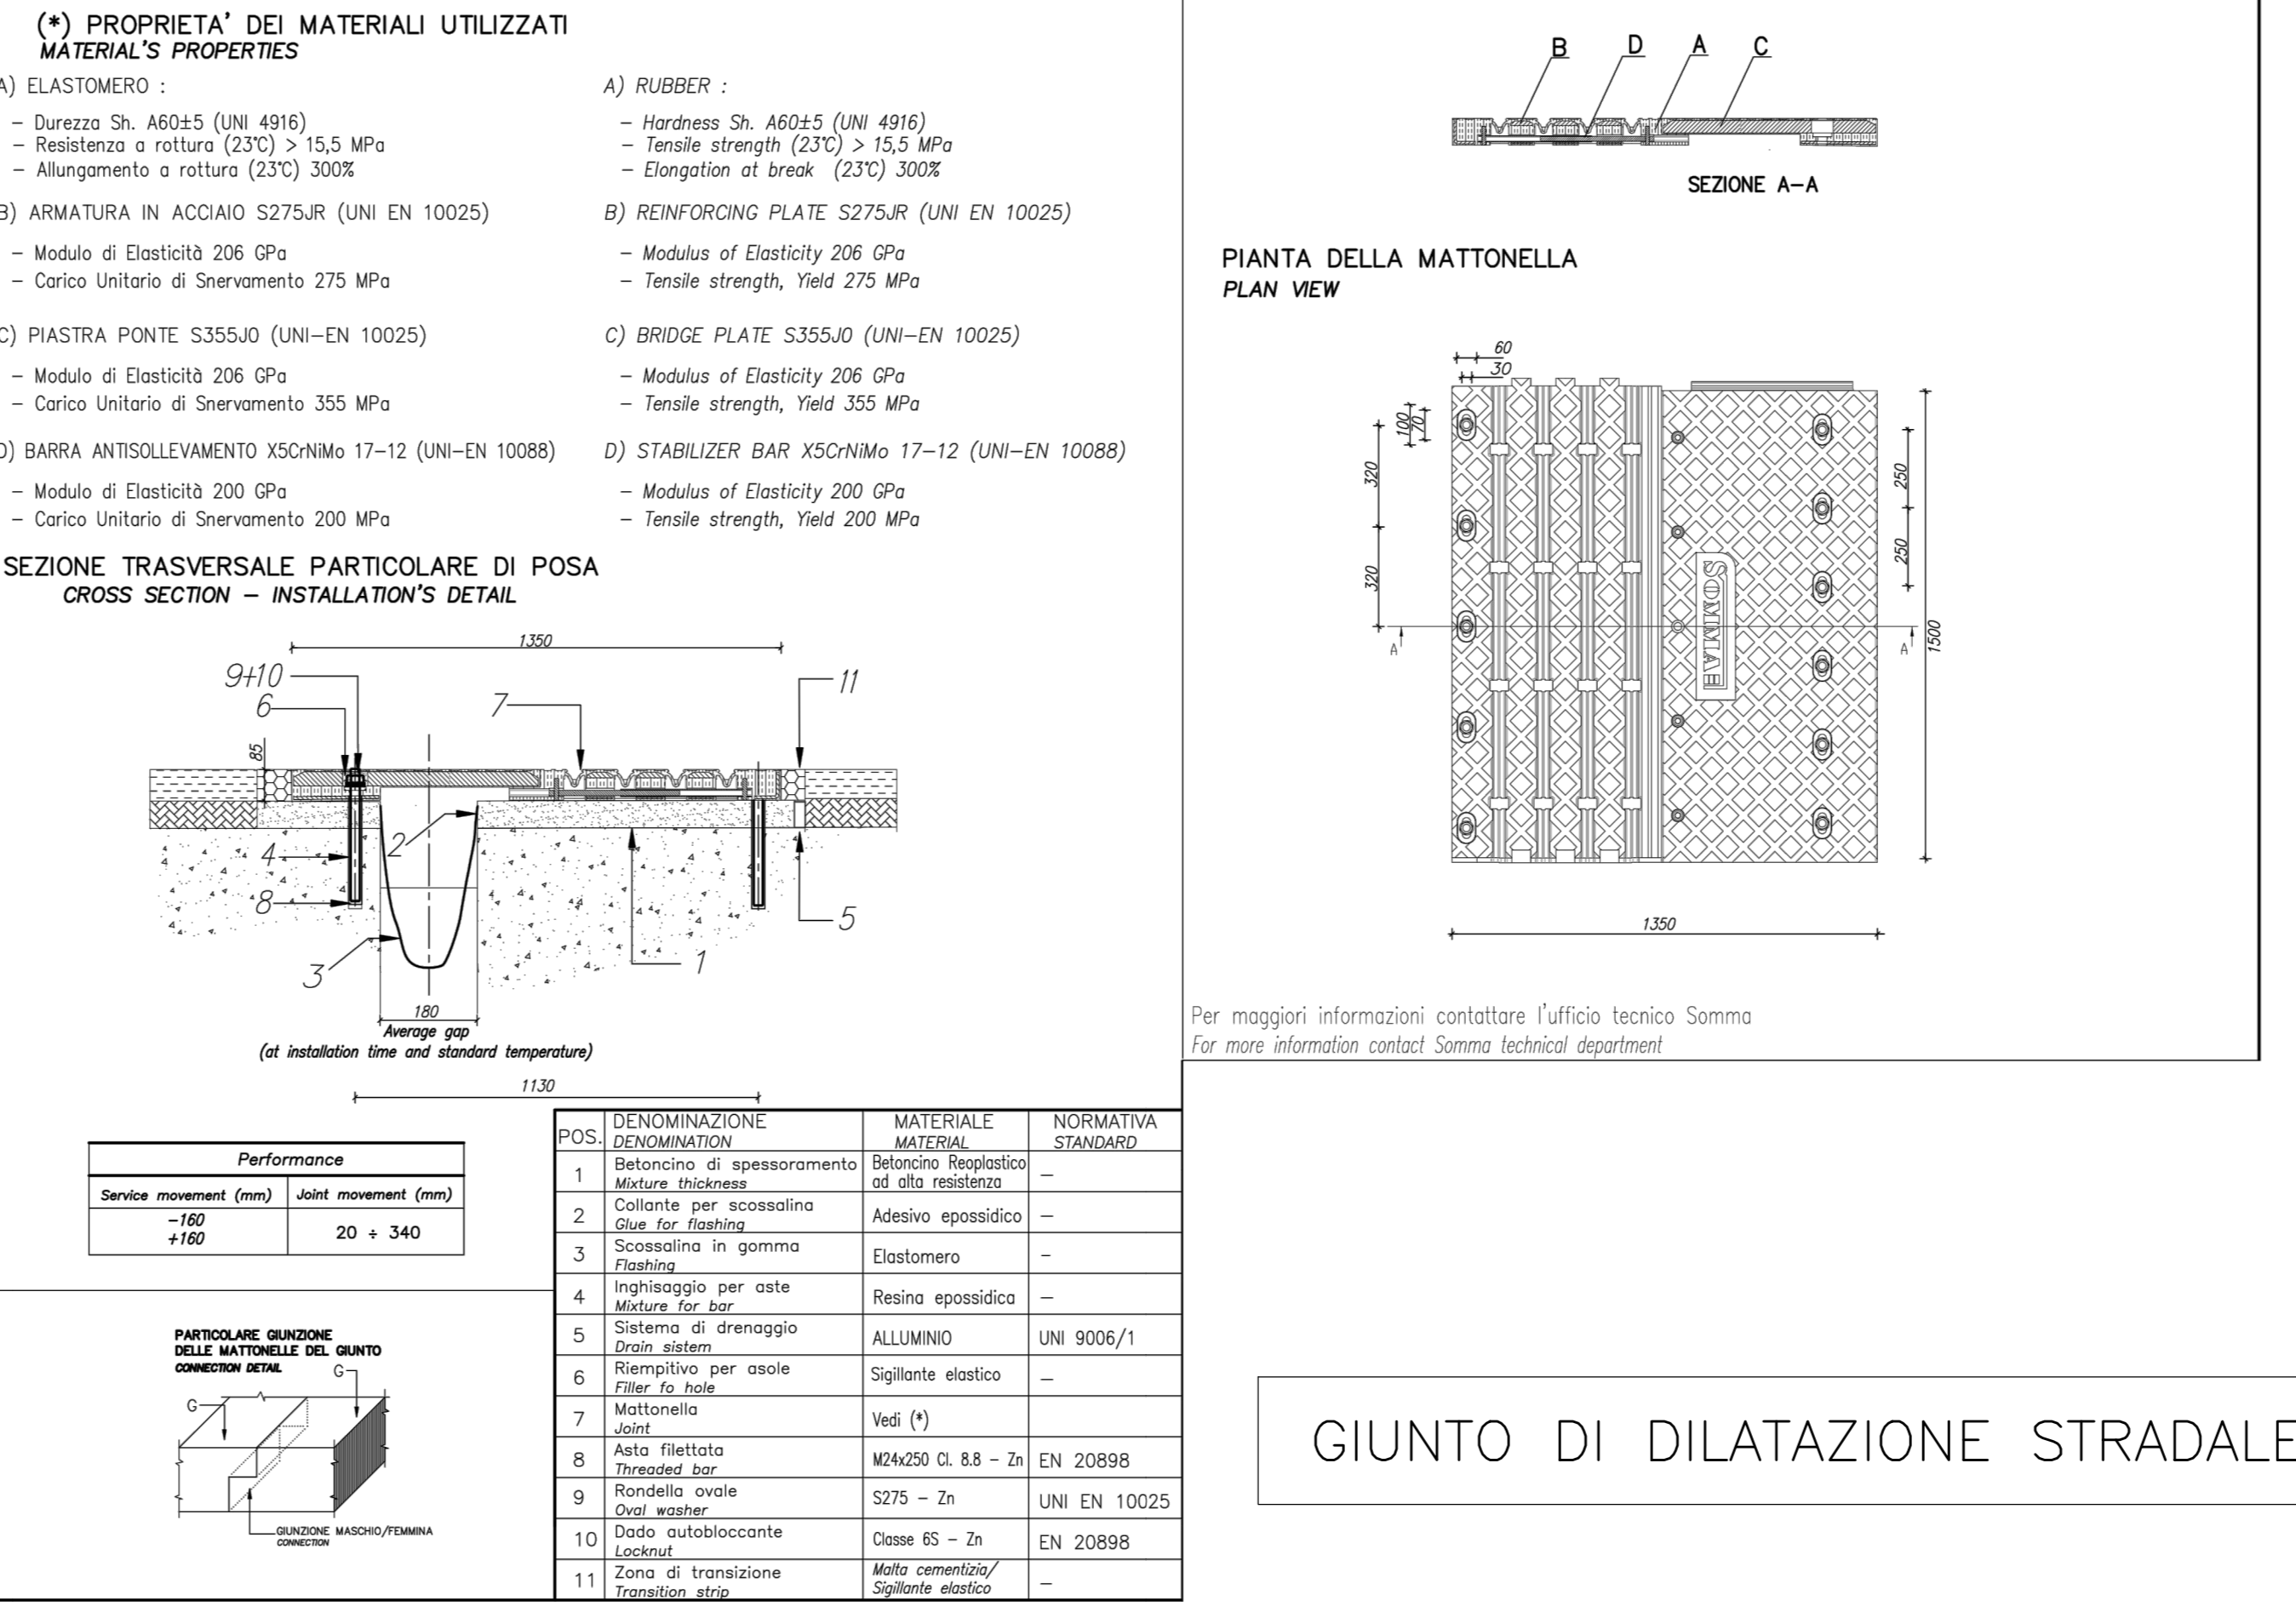 (*) PROPRIETA' DEI MATERIALI UTILIZZATI
MATERIAL'S PROPERTIES
A) ELASTOMERO :
– Durezza Sh. A60±5 (UNI 4916)
– Resistenza a rottura (23°C) > 15,5 MPa
– Allungamento a rottura (23°C) 300%
B) ARMATURA IN ACCIAIO S275JR (UNI EN 10025)
– Modulo di Elasticità 206 GPa
– Carico Unitario di Snervamento 275 MPa
C) PIASTRA PONTE S355J0 (UNI–EN 10025)
– Modulo di Elasticità 206 GPa
– Carico Unitario di Snervamento 355 MPa
D) BARRA ANTISOLLEVAMENTO X5CrNiMo 17–12 (UNI–EN 10088)
– Modulo di Elasticità 200 GPa
– Carico Unitario di Snervamento 200 MPa
A) RUBBER :
– Hardness Sh. A60±5 (UNI 4916)
– Tensile strength (23°C) > 15,5 MPa
– Elongation at break (23°C) 300%
B) REINFORCING PLATE S275JR (UNI EN 10025)
– Modulus of Elasticity 206 GPa
– Tensile strength, Yield 275 MPa
C) BRIDGE PLATE S355J0 (UNI–EN 10025)
– Modulus of Elasticity 206 GPa
– Tensile strength, Yield 355 MPa
D) STABILIZER BAR X5CrNiMo 17–12 (UNI–EN 10088)
– Modulus of Elasticity 200 GPa
– Tensile strength, Yield 200 MPa
SEZIONE TRASVERSALE PARTICOLARE DI POSA
CROSS SECTION – INSTALLATION'S DETAIL
1350
9+10
6
7
11
85
2
4
8
3
5
1
180
Average gap
(at installation time and standard temperature)
1130
Performance
Service movement (mm) Joint movement (mm)
–160
+160
20 ÷ 340
PARTICOLARE GIUNZIONE
DELLE MATTONELLE DEL GIUNTO
CONNECTION DETAIL
G
G
GIUNZIONE MASCHIO/FEMMINA
CONNECTION
POS. DENOMINAZIONE MATERIALE NORMATIVA
DENOMINATION MATERIAL STANDARD
1 Betoncino di spessoramento Betoncino Reoplastico –
Mixture thickness ad alta resistenza
2 Collante per scossalina Adesivo epossidico –
Glue for flashing
3 Scossalina in gomma Elastomero –
Flashing
4 Inghisaggio per aste Resina epossidica –
Mixture for bar
5 Sistema di drenaggio ALLUMINIO UNI 9006/1
Drain sistem
6 Riempitivo per asole Sigillante elastico –
Filler fo hole
7 Mattonella Vedi (*)
Joint
8 Asta filettata M24x250 Cl. 8.8 – Zn EN 20898
Threaded bar
9 Rondella ovale S275 – Zn UNI EN 10025
Oval washer
10 Dado autobloccante Classe 6S – Zn EN 20898
Locknut
11 Zona di transizione Malta cementizia/ –
Transition strip Sigillante elastico
B D A C
SEZIONE A–A
PIANTA DELLA MATTONELLA
PLAN VIEW
60
30
100
70
320
320
250
250
1500
A
A
SOMMA
1350
Per maggiori informazioni contattare l'ufficio tecnico Somma
For more information contact Somma technical department
GIUNTO DI DILATAZIONE STRADALE